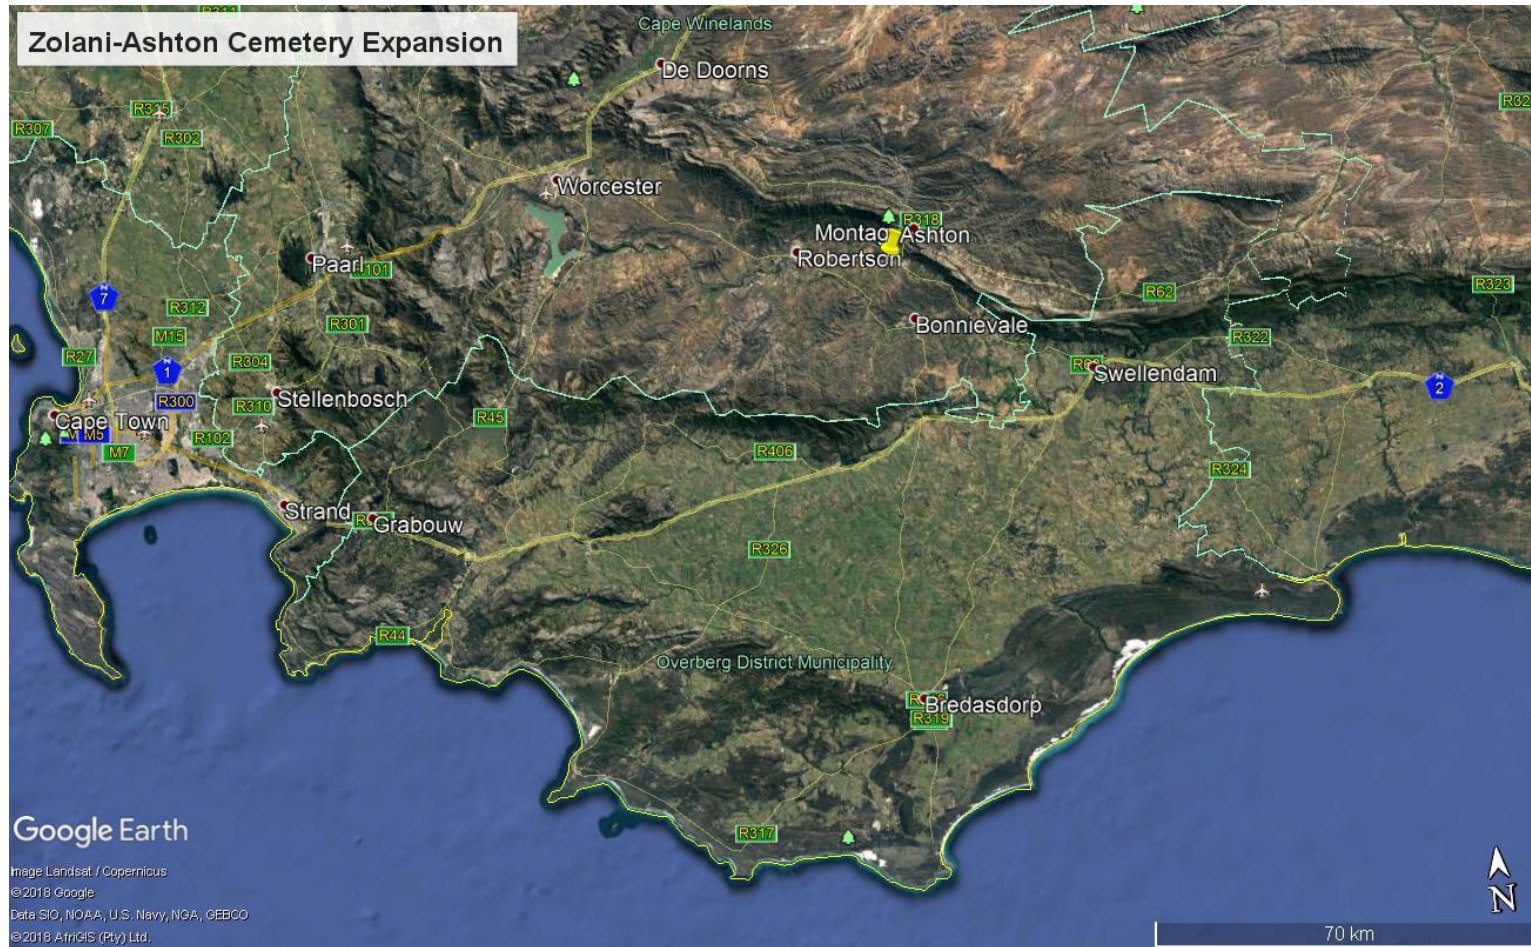 R311
Cape Winelands
Zolani-Ashton Cemetery Expansion
De Doorns
R315
R307
R302
Worcester
R318
Montag
Ashton
Robertson
Paarl
R101
R62
R323
7
R312
R301
Bonnievale
M15
R322
R27
R304
1
Swellendam
2
R300
R310
Stellenbosch
Cape Town
R45
M5
R102
M7
R406
R324
Strand
Grabouw
R326
R44
Overberg District Municipality
Bredasdorp
R319
Google Earth
R317
Image Landsat / Copernicus
© 2018 Google
Data SIO, NOAA, U.S. Navy, NGA, GEBCO
© 2018 AfriGIS (Pty) Ltd.
N
70 km